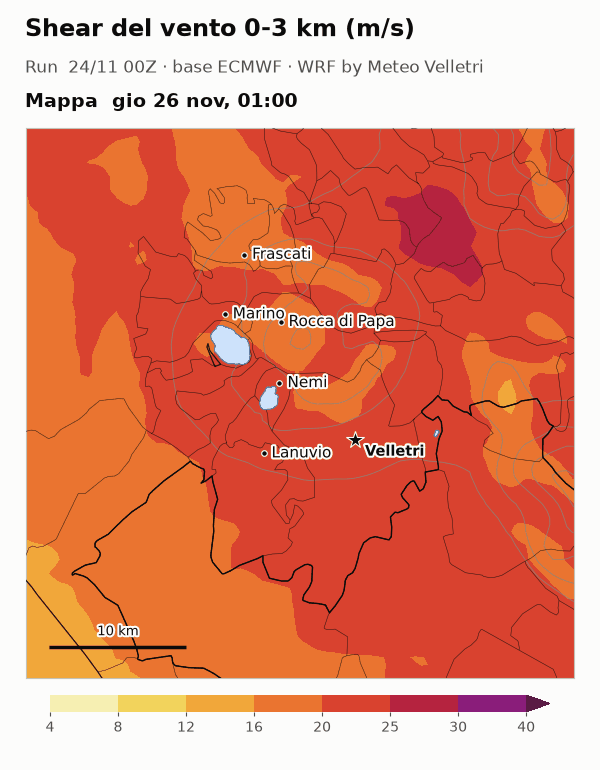 Shear del vento 0-3 km (m/s)
Run  24/11 00Z · base ECMWF · WRF by Meteo Velletri
Mappa  gio 26 nov, 01:00
Frascati
Marino
Rocca di Papa
Nemi
Velletri
Lanuvio
10 km
4 8 12 16 20 25 30 40